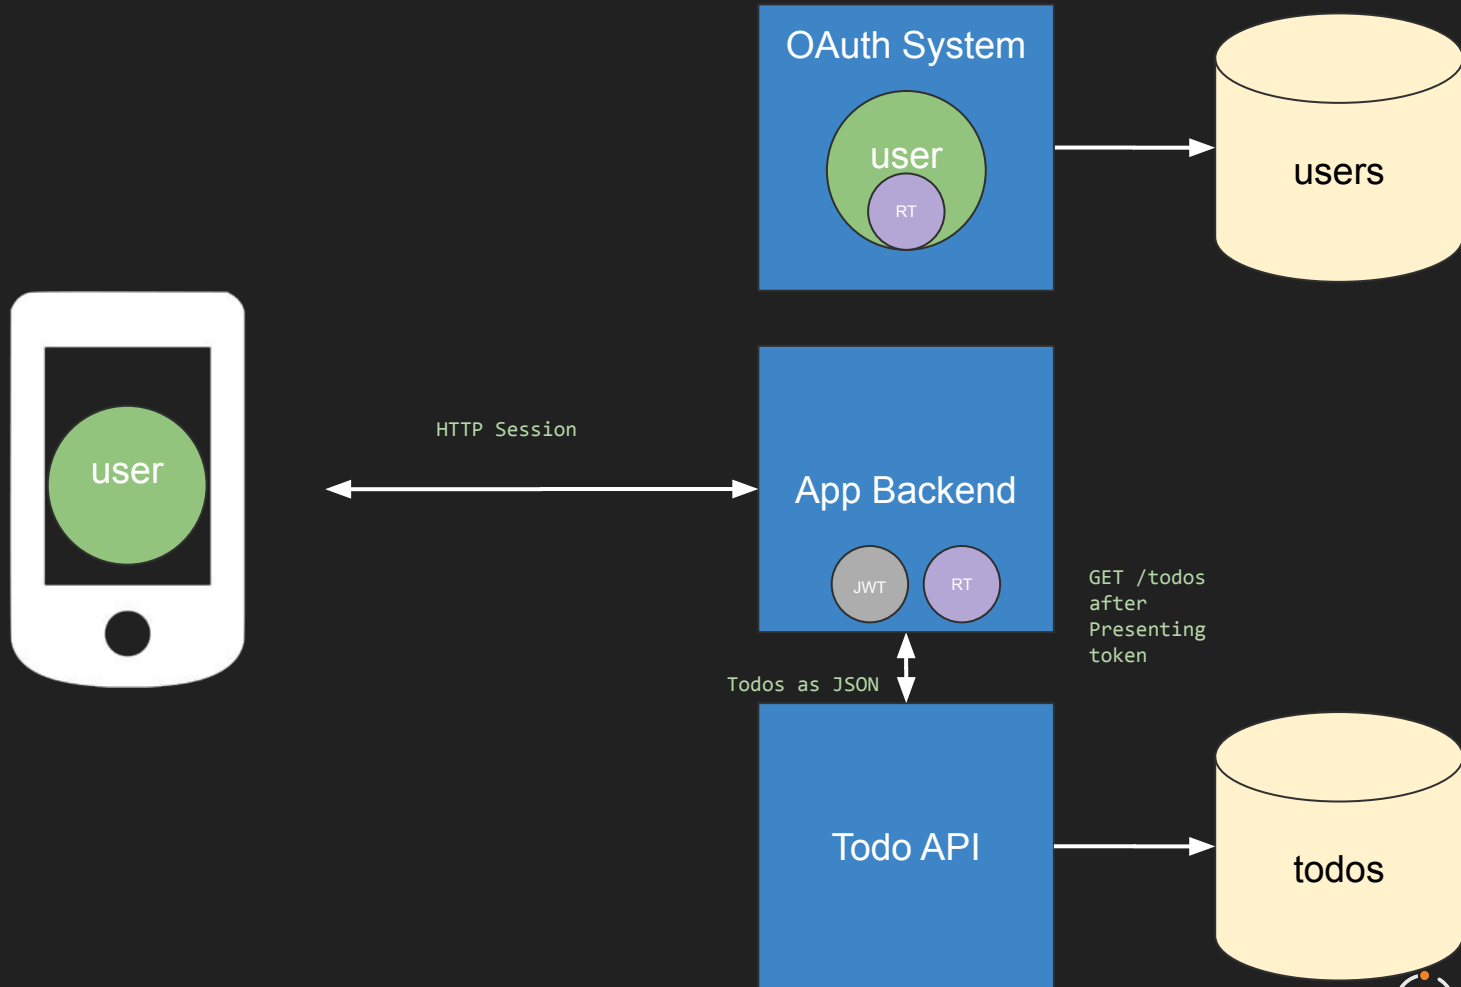 OAuth System
user
RT
users
HTTP Session
user
App Backend
JWT
RT
GET /todos
after
Presenting
token
Todos as JSON
Todo API
todos